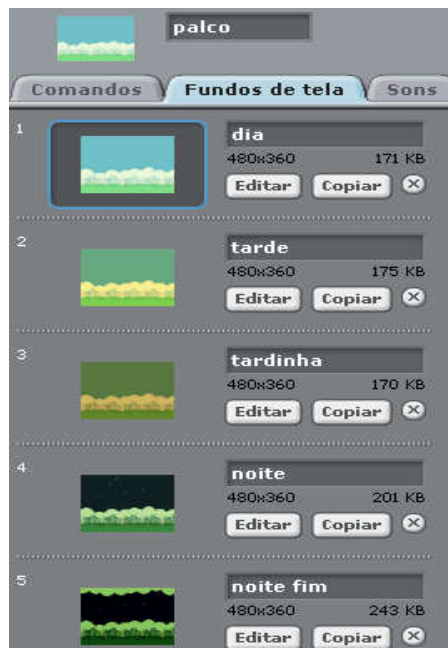 palco
Comandos Fundos de tela Sons
1 dia
480x360 171 KB
Editar Copiar
2 tarde
480x360 175 KB
Editar Copiar
3 tardinha
480x360 170 KB
Editar Copiar
4 noite
480x360 201 KB
Editar Copiar
5 noite fim
480x360 243 KB
Editar Copiar